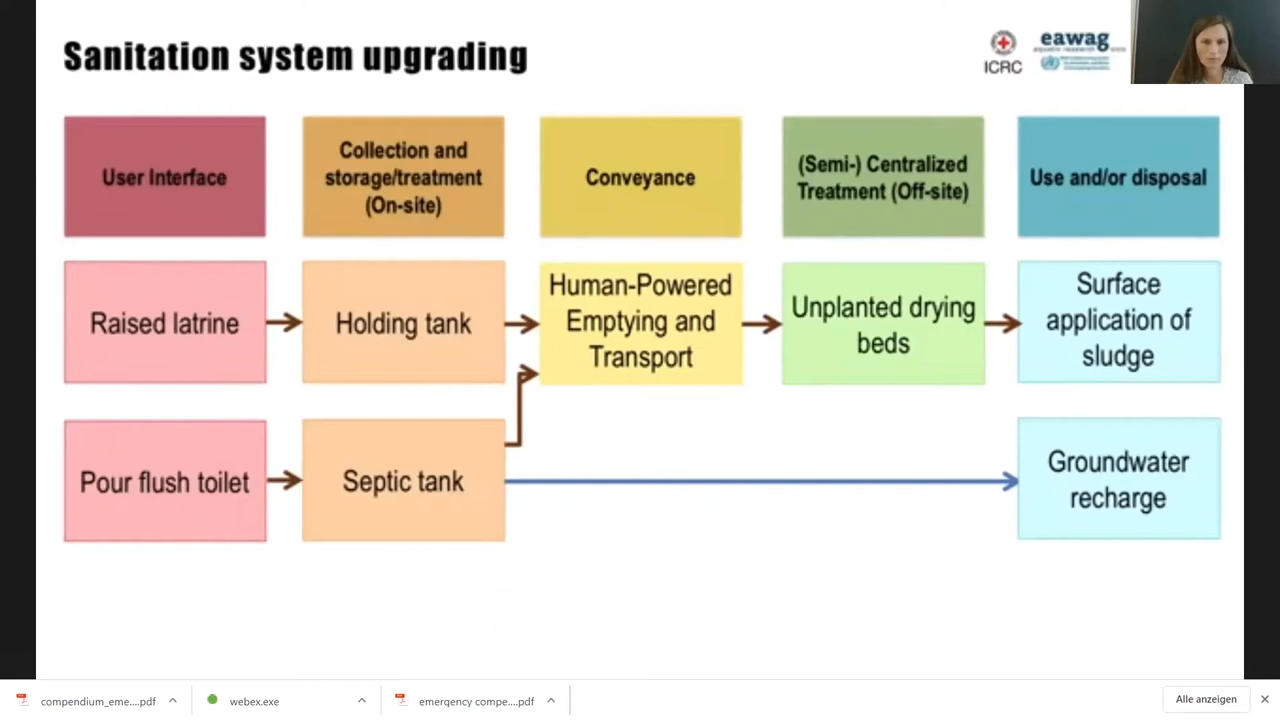 Sanitation system upgrading
ICRC
eawag
User Interface
Collection and
storage/treatment
(On-site)
Conveyance
(Semi-) Centralized
Treatment (Off-site)
Use and/or disposal
Raised latrine
Holding tank
Human-Powered
Emptying and
Transport
Unplanted drying
beds
Surface
application of
sludge
Pour flush toilet
Septic tank
Groundwater
recharge
compendium_eme....pdf
webex.exe
emergency compe....pdf
Alle anzeigen